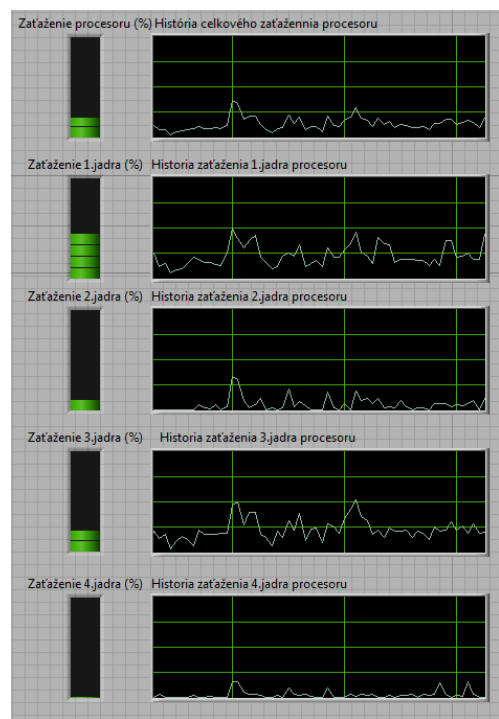 Zaťaženie procesoru (%) História celkového zaťažennia procesoru
Zaťaženie 1.jadra (%) Historia zaťaženia 1.jadra procesoru
Zaťaženie 2.jadra (%) Historia zaťaženia 2.jadra procesoru
Zaťaženie 3.jadra (%) Historia zaťaženia 3.jadra procesoru
Zaťaženie 4.jadra (%) Historia zaťaženia 4.jadra procesoru